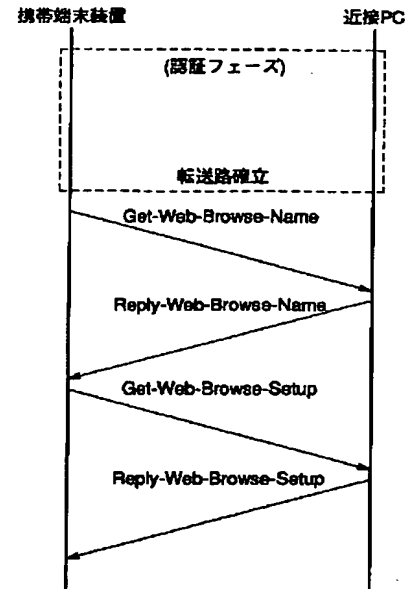 携帯端末装置
近接PC
(認証フェーズ)
転送路確立
Get-Web-Browse-Name
Reply-Web-Browse-Name
Get-Web-Browse-Setup
Reply-Web-Browse-Setup